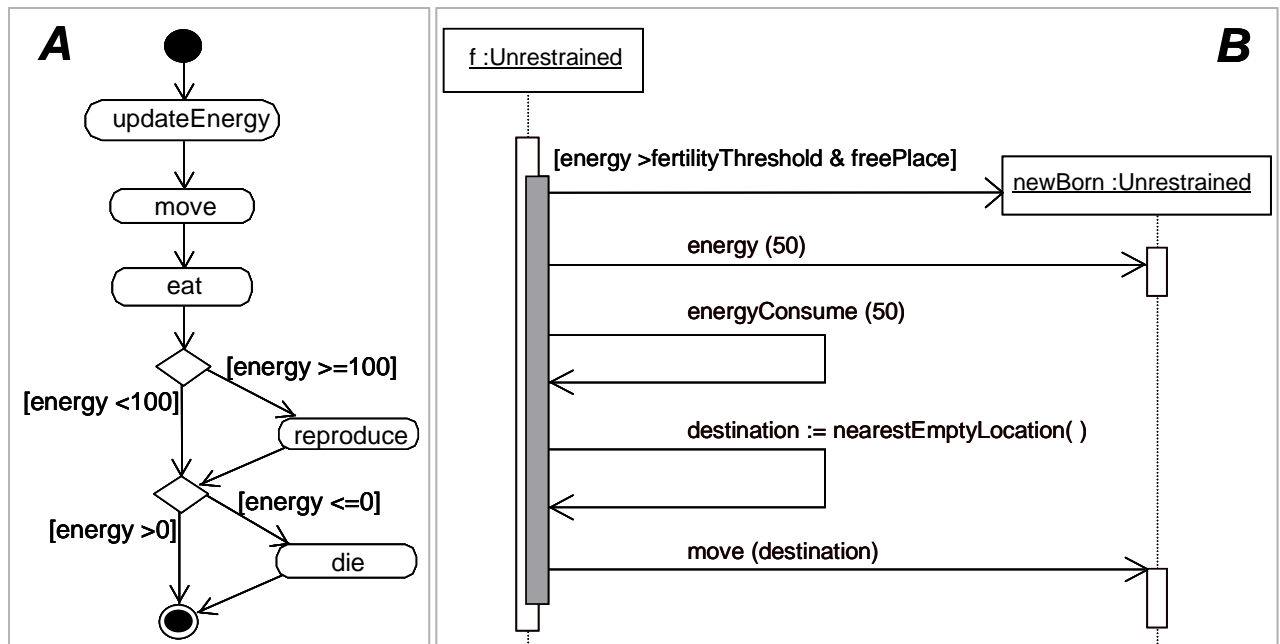 A
updateEnergy
move
eat
[energy >=100]
[energy <100]
reproduce
[energy <=0]
[energy >0]
die
B
f :Unrestrained
[energy >fertilityThreshold & freePlace]
newBorn :Unrestrained
energy (50)
energyConsume (50)
destination := nearestEmptyLocation( )
move (destination)